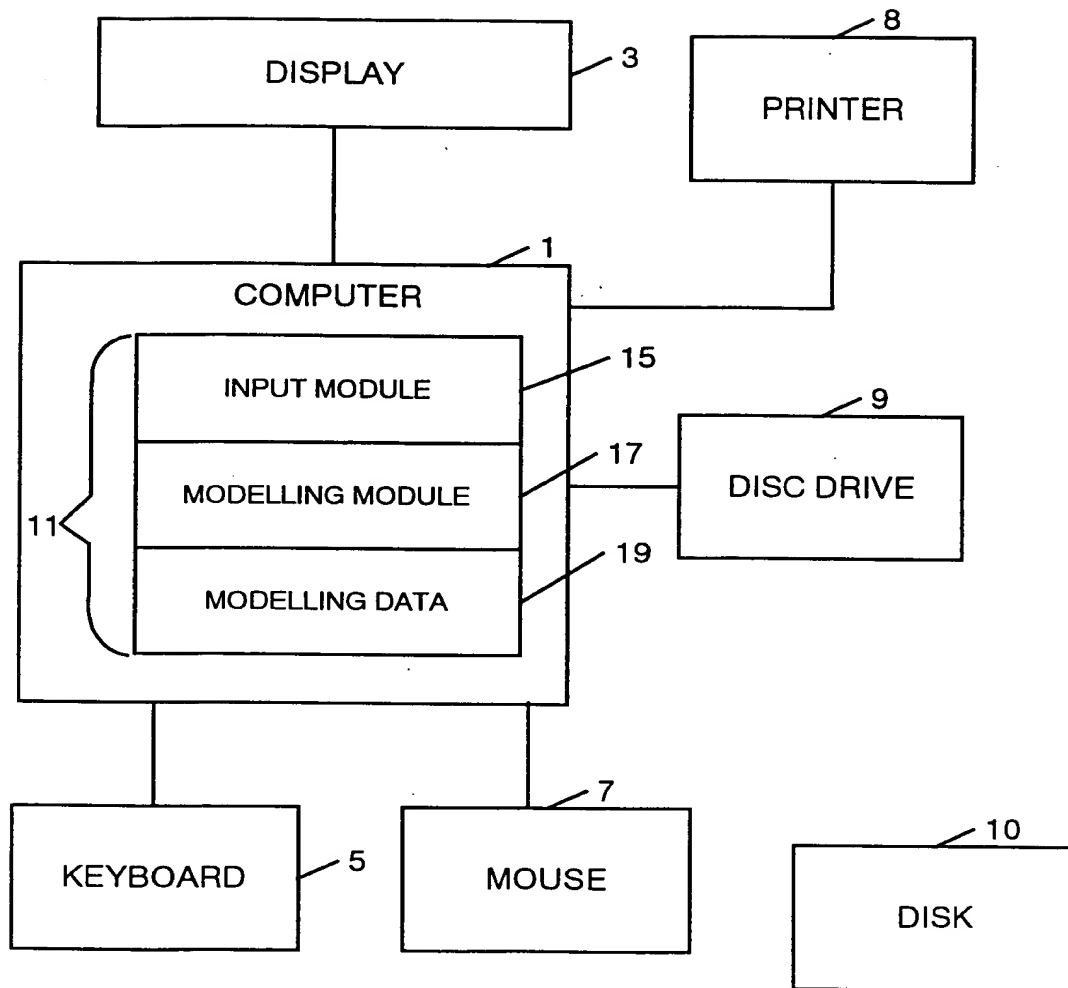 8
DISPLAY
3
PRINTER
1
COMPUTER
INPUT MODULE
15
9
11
MODELLING MODULE
17
DISC DRIVE
MODELLING DATA
19
7
10
KEYBOARD
5
MOUSE
DISK